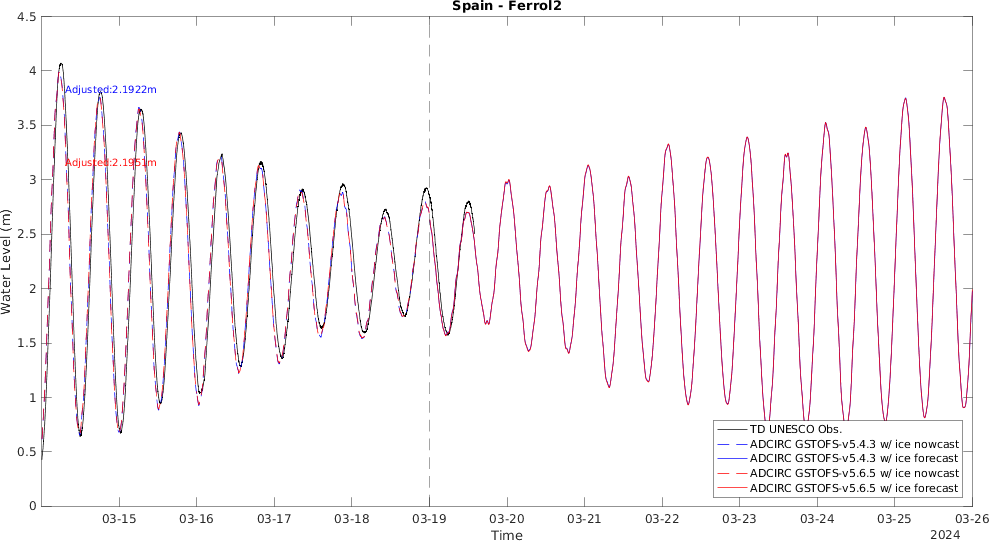 Spain - Ferrol2
4.5
4
3.5
3
2.5
2
1.5
1
0.5
0
Water Level (m)
Adjusted:2.1922m
Adjusted:2.1951m
TD UNESCO Obs.
ADCIRC GSTOFS-v5.4.3 w/ ice nowcast
ADCIRC GSTOFS-v5.4.3 w/ ice forecast
ADCIRC GSTOFS-v5.6.5 w/ ice nowcast
ADCIRC GSTOFS-v5.6.5 w/ ice forecast
03-15 03-16 03-17 03-18 03-19 03-20 03-21 03-22 03-23 03-24 03-25 03-26
Time
2024